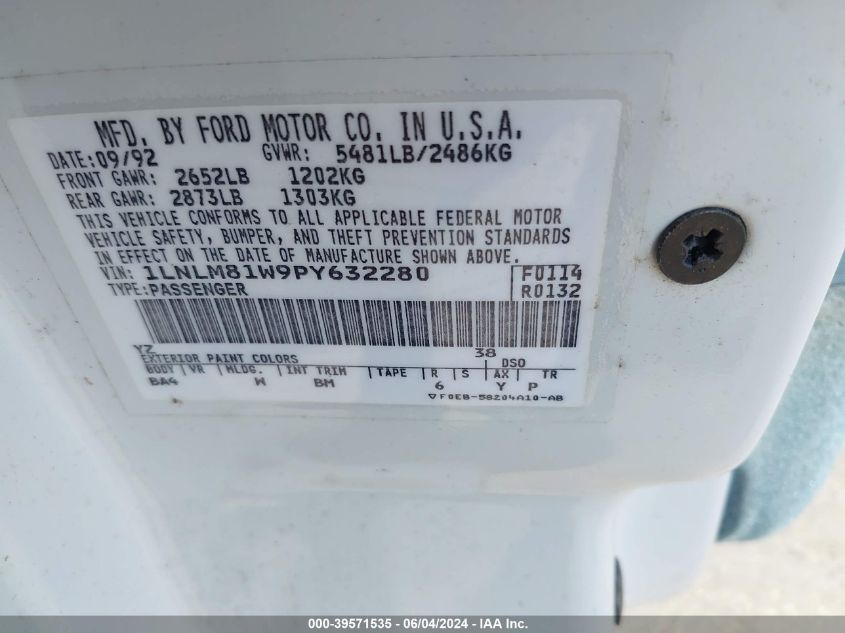 MFD. BY FORD MOTOR CO. IN U.S.A.
DATE: 09/92 GVWR: 5481LB/2486KG
FRONT GAWR: 2652LB 1202KG
REAR GAWR: 2873LB 1303KG
THIS VEHICLE CONFORMS TO ALL APPLICABLE FEDERAL MOTOR
VEHICLE SAFETY, BUMPER, AND THEFT PREVENTION STANDARDS
IN EFFECT ON THE DATE OF MANUFACTURE SHOWN ABOVE.
VIN: 1LNLM81W9PY632280 F0114
TYPE: PASSENGER R0132
YZ 38
EXTERIOR PAINT COLORS DSO
BODY VR MLDG. INT TRIM TAPE R S AX TR
BA4 W BM 6 Y P
F0EB-58204A10-AB
000-39571535 - 06/04/2024 - IAA Inc.